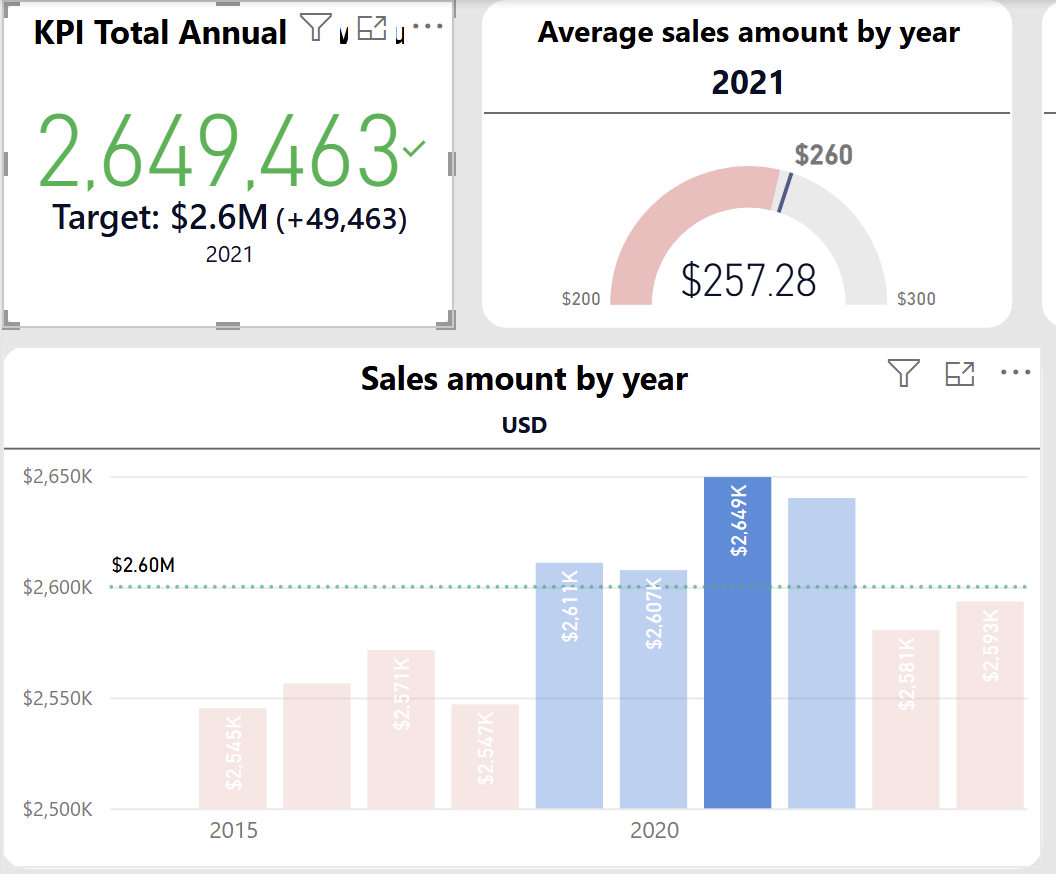 KPI Total Annual
2,649,463
Target: $2.6M (+49,463)
2021
Average sales amount by year
2021
$260
$257.28
$200
$300
Sales amount by year
USD
$2,650K
$2.60M
$2,600K
$2,550K
$2,500K
$2,545K
$2,571K
$2,547K
$2,611K
$2,607K
$2,649K
$2,581K
$2,593K
2015
2020